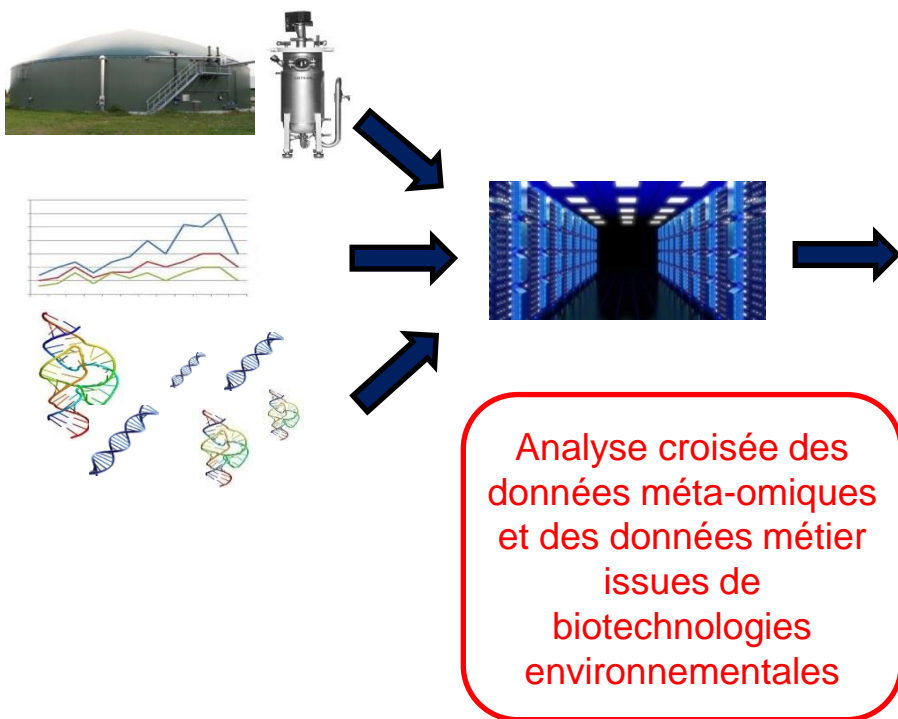 Analyse croisée des
données méta-omiques
et des données métier
issues de
biotechnologies
environnementales